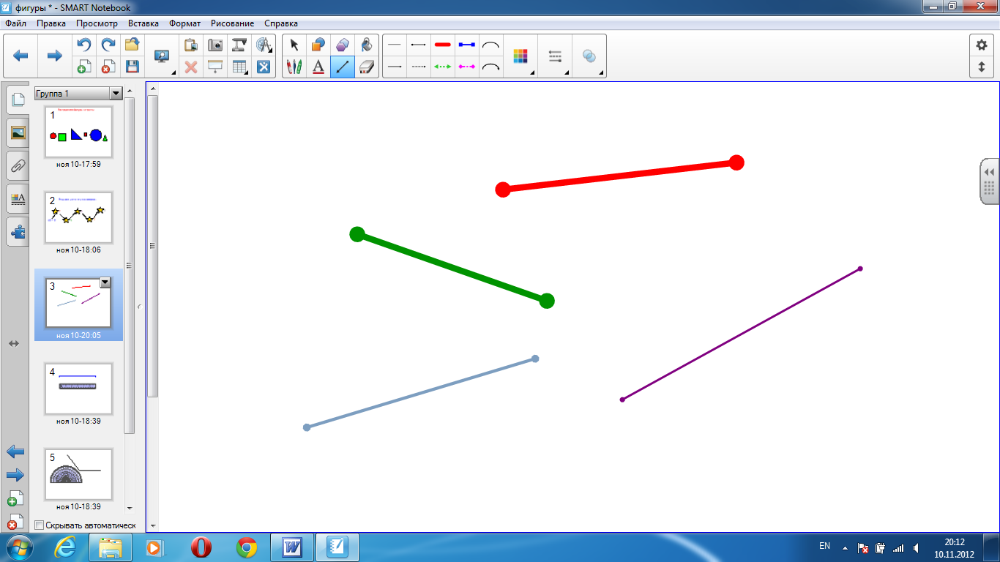 фигуры * - SMART Notebook
Файл Правка Просмотр Вставка Формат Рисование Справка
Группа 1
1
ноя 10-17:59
2
ноя 10-18:06
3
ноя 10-20:05
4
ноя 10-18:39
5
ноя 10-18:39
Скрывать автоматическ
EN
20:12
10.11.2012